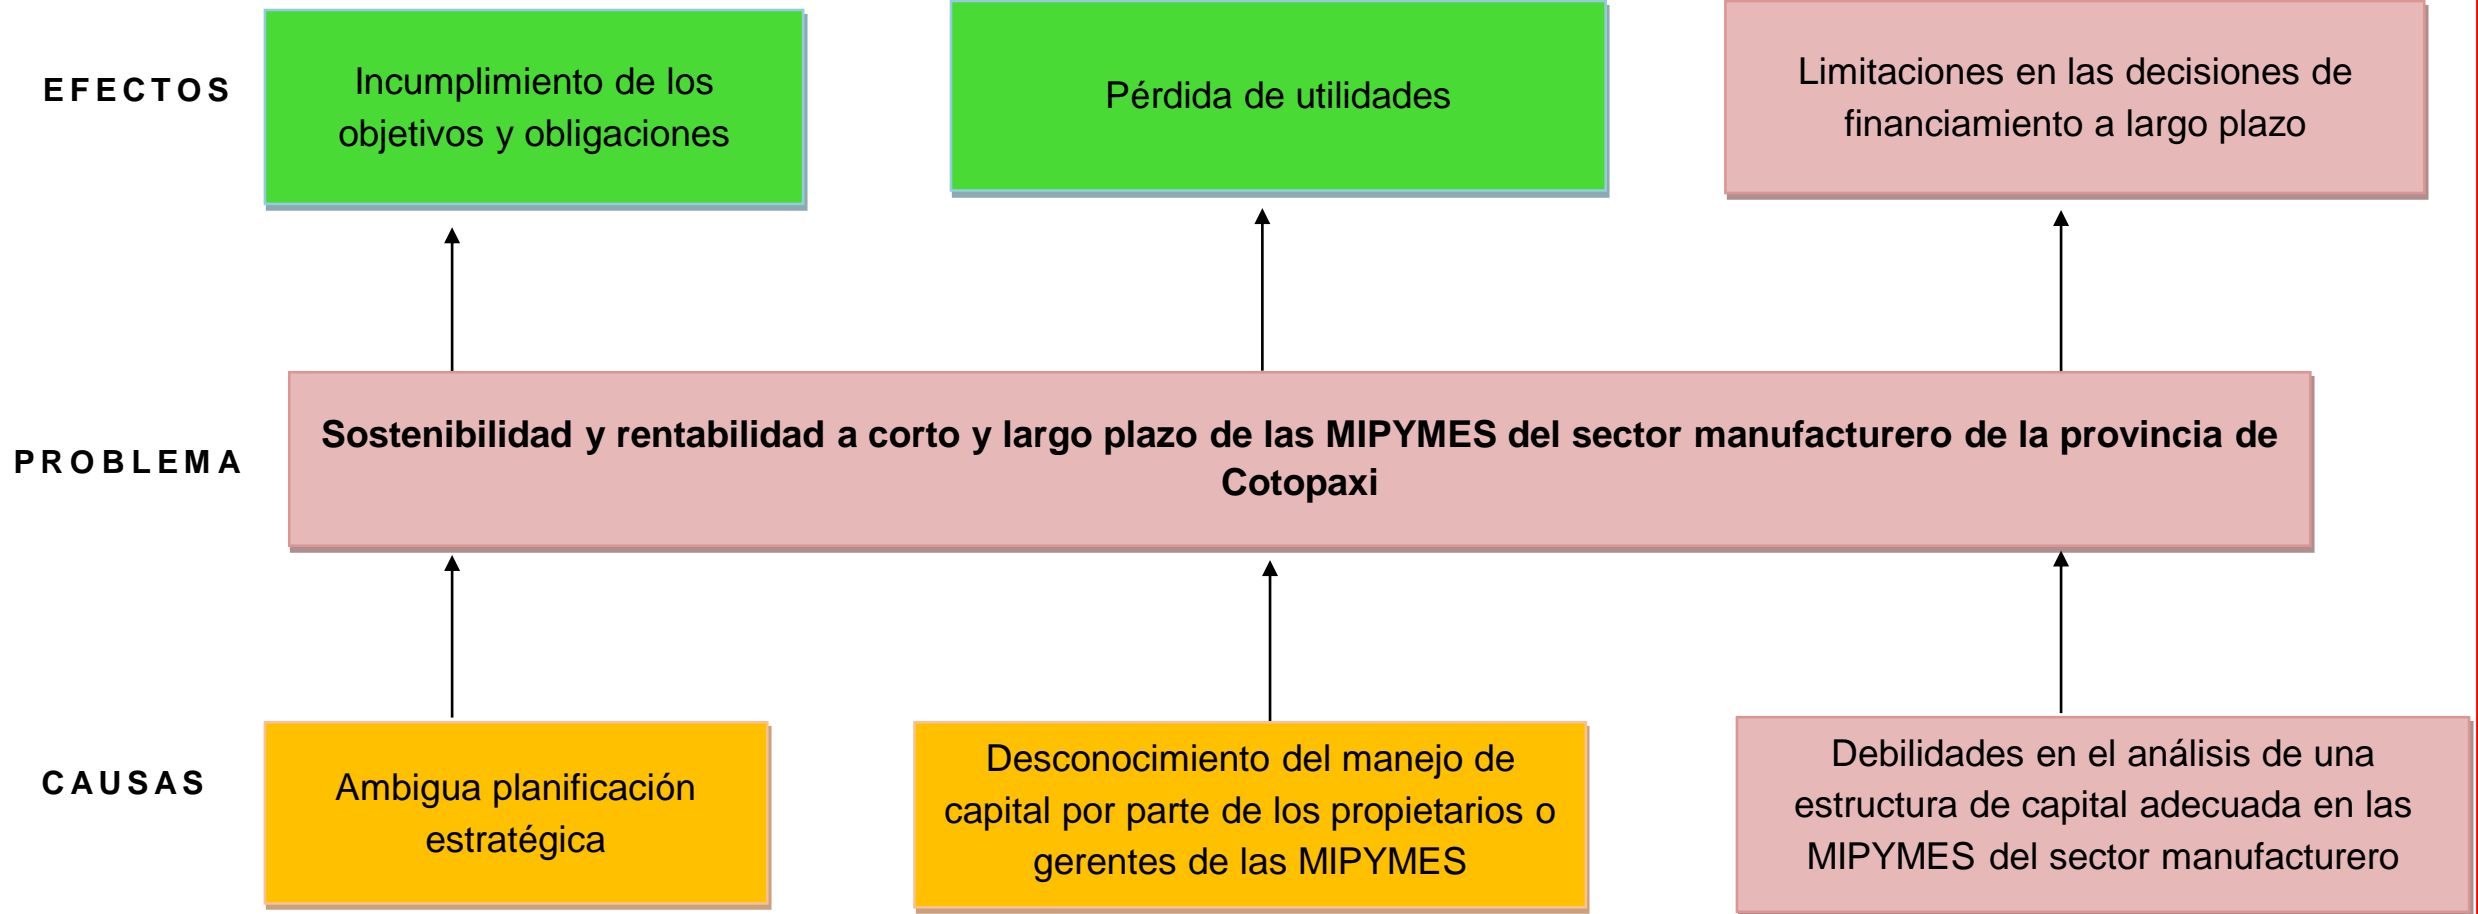 EFECTOS
Incumplimiento de los
objetivos y obligaciones
Pérdida de utilidades
Limitaciones en las decisiones de
financiamiento a largo plazo
PROBLEMA
Sostenibilidad y rentabilidad a corto y largo plazo de las MIPYMES del sector manufacturero de la provincia de
Cotopaxi
CAUSAS
Ambigua planificación
estratégica
Desconocimiento del manejo de
capital por parte de los propietarios o
gerentes de las MIPYMES
Debilidades en el análisis de una
estructura de capital adecuada en las
MIPYMES del sector manufacturero